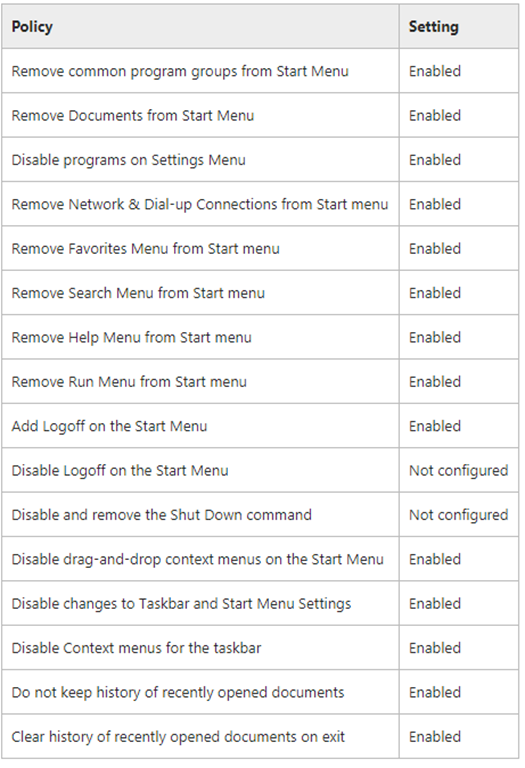 Policy Setting
Remove common program groups from Start Menu Enabled
Remove Documents from Start Menu Enabled
Disable programs on Settings Menu Enabled
Remove Network & Dial-up Connections from Start menu Enabled
Remove Favorites Menu from Start menu Enabled
Remove Search Menu from Start menu Enabled
Remove Help Menu from Start menu Enabled
Remove Run Menu from Start menu Enabled
Add Logoff on the Start Menu Enabled
Disable Logoff on the Start Menu Not configured
Disable and remove the Shut Down command Not configured
Disable drag-and-drop context menus on the Start Menu Enabled
Disable changes to Taskbar and Start Menu Settings Enabled
Disable Context menus for the taskbar Enabled
Do not keep history of recently opened documents Enabled
Clear history of recently opened documents on exit Enabled